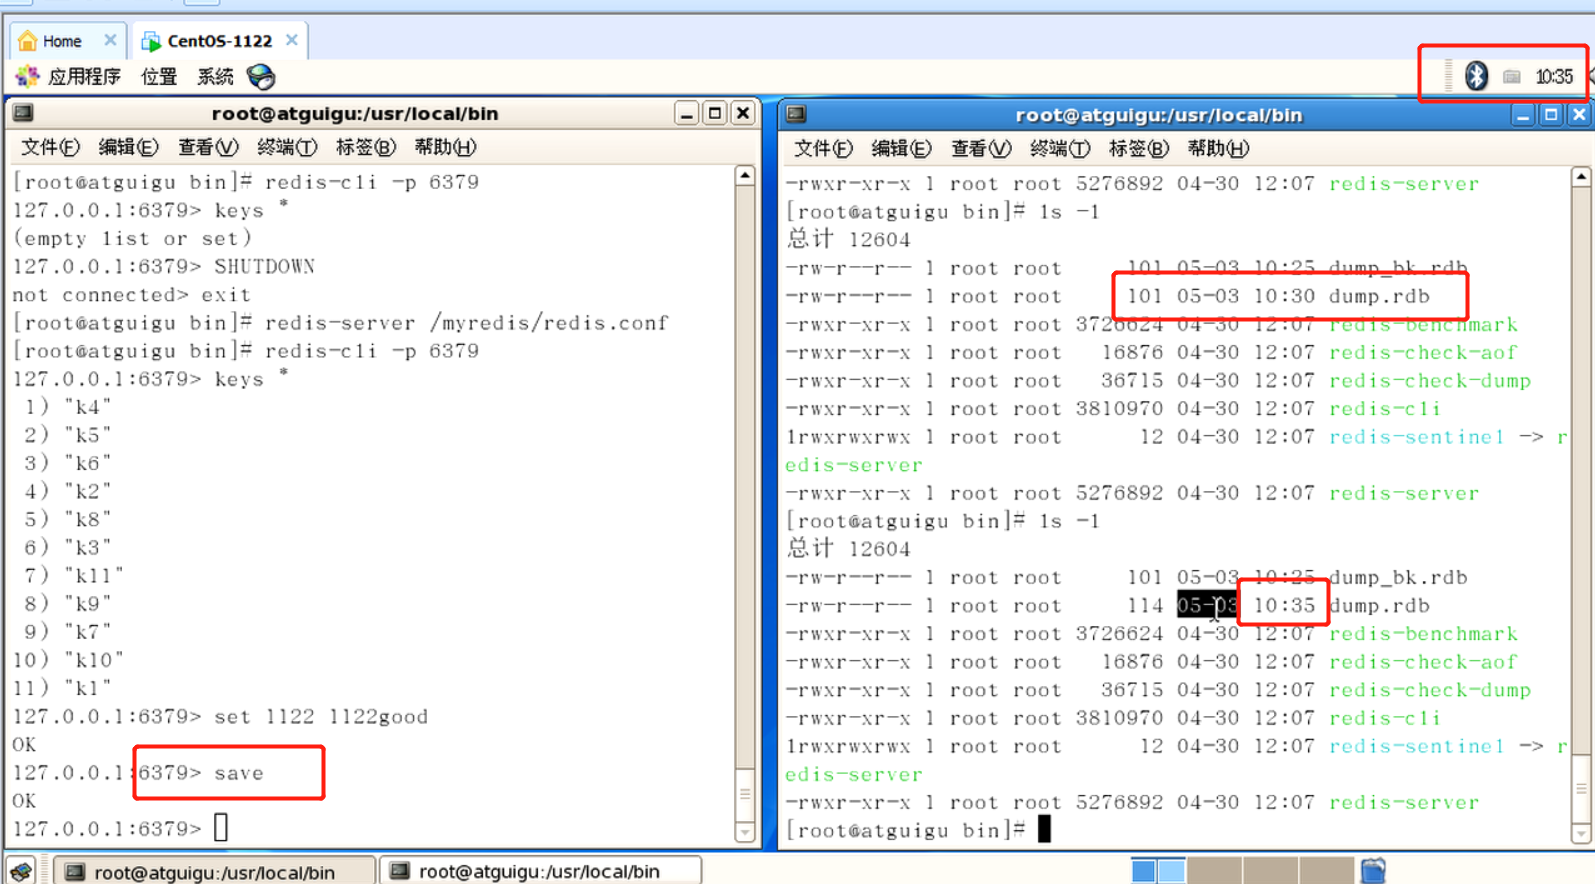 Home
CentOS-1122
应用程序 位置 系统
10:35
root@atguigu:/usr/local/bin
文件(F) 编辑(E) 查看(V) 终端(T) 标签(B) 帮助(H)
[root@atguigu bin]# redis-cli -p 6379
127.0.0.1:6379> keys *
(empty list or set)
127.0.0.1:6379> SHUTDOWN
not connected> exit
[root@atguigu bin]# redis-server /myredis/redis.conf
[root@atguigu bin]# redis-cli -p 6379
127.0.0.1:6379> keys *
1) "k4"
2) "k5"
3) "k6"
4) "k2"
5) "k8"
6) "k3"
7) "k11"
8) "k9"
9) "k7"
10) "k10"
11) "k1"
127.0.0.1:6379> set 1122 1122good
OK
127.0.0.1:6379> save
OK
127.0.0.1:6379>
root@atguigu:/usr/local/bin
文件(F) 编辑(E) 查看(V) 终端(T) 标签(B) 帮助(H)
-rwxr-xr-x 1 root root 5276892 04-30 12:07 redis-server
[root@atguigu bin]# ls -l
总计 12604
-rw-r--r-- 1 root root 101 05-03 10:25 dump_bk.rdb
-rw-r--r-- 1 root root 101 05-03 10:30 dump.rdb
-rwxr-xr-x 1 root root 3726624 04-30 12:07 redis-benchmark
-rwxr-xr-x 1 root root 16876 04-30 12:07 redis-check-aof
-rwxr-xr-x 1 root root 36715 04-30 12:07 redis-check-dump
-rwxr-xr-x 1 root root 3810970 04-30 12:07 redis-cli
lrwxrwxrwx 1 root root 12 04-30 12:07 redis-sentinel -> r
edis-server
-rwxr-xr-x 1 root root 5276892 04-30 12:07 redis-server
[root@atguigu bin]# ls -l
总计 12604
-rw-r--r-- 1 root root 101 05-03 10:25 dump_bk.rdb
-rw-r--r-- 1 root root 114 05-03 10:35 dump.rdb
-rwxr-xr-x 1 root root 3726624 04-30 12:07 redis-benchmark
-rwxr-xr-x 1 root root 16876 04-30 12:07 redis-check-aof
-rwxr-xr-x 1 root root 36715 04-30 12:07 redis-check-dump
-rwxr-xr-x 1 root root 3810970 04-30 12:07 redis-cli
lrwxrwxrwx 1 root root 12 04-30 12:07 redis-sentinel -> r
edis-server
-rwxr-xr-x 1 root root 5276892 04-30 12:07 redis-server
[root@atguigu bin]#
root@atguigu:/usr/local/bin
root@atguigu:/usr/local/bin